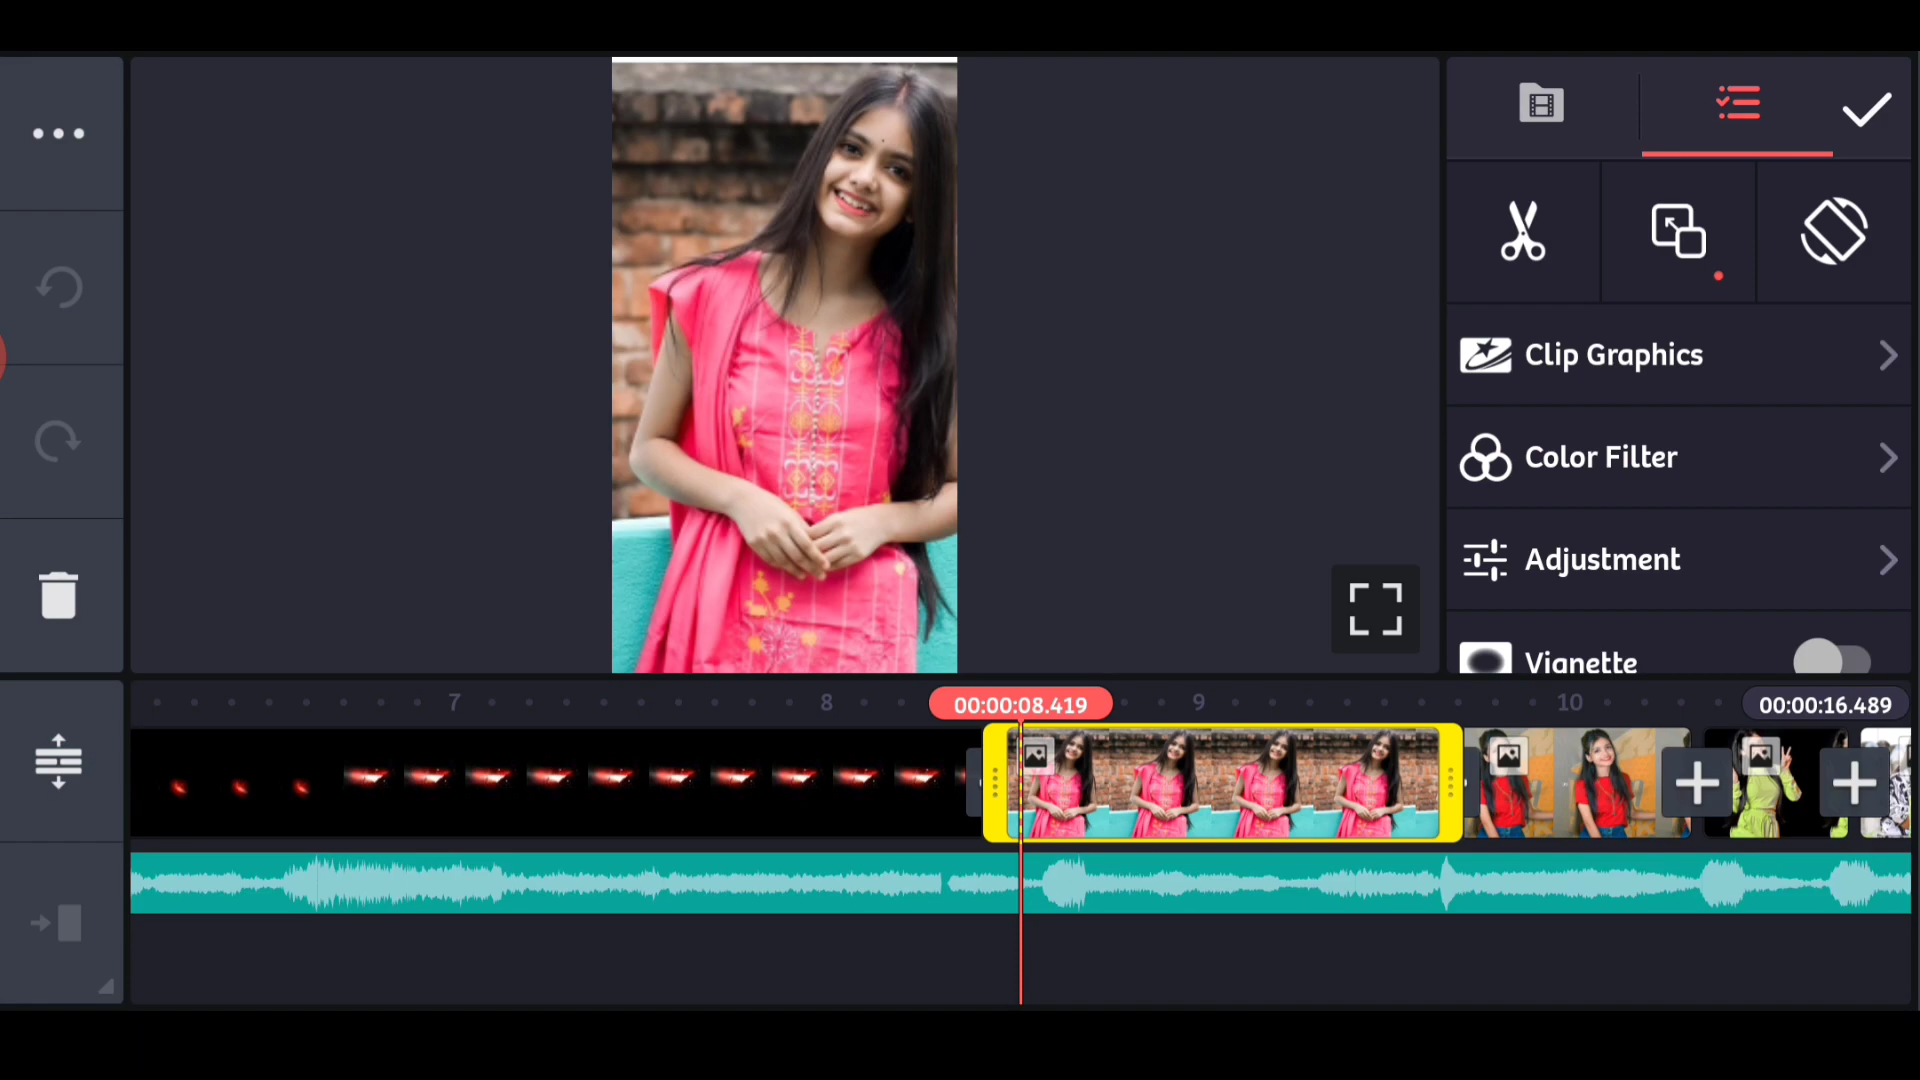 Clip Graphics
Color Filter
Adjustment
Vignette
7
8
00:00:08.419
9
10
00:00:16.489